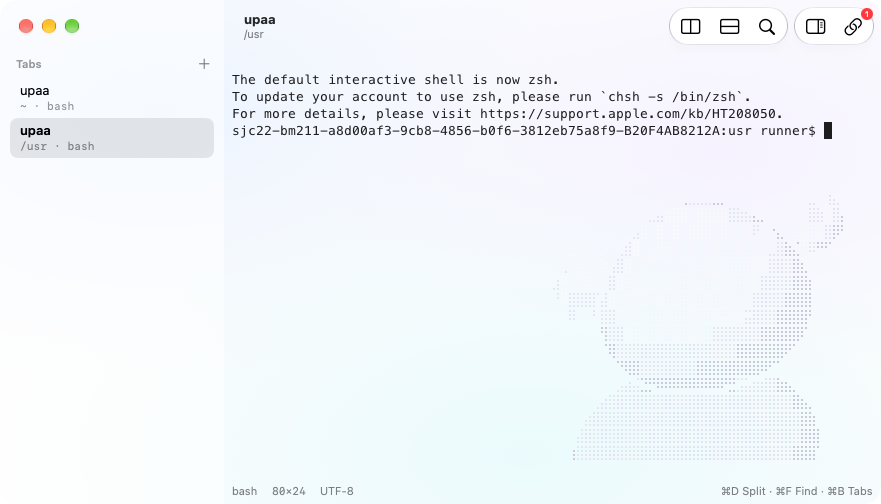 upaa
/usr
1
Tabs
upaa
~ · bash
upaa
/usr · bash
The default interactive shell is now zsh.
To update your account to use zsh, please run `chsh -s /bin/zsh`.
For more details, please visit https://support.apple.com/kb/HT208050.
sjc22-bm211-a8d00af3-9cb8-4856-b0f6-3812eb75a8f9-B20F4AB8212A:usr runner$
bash 80×24 UTF-8
⌘D Split · ⌘F Find · ⌘B Tabs